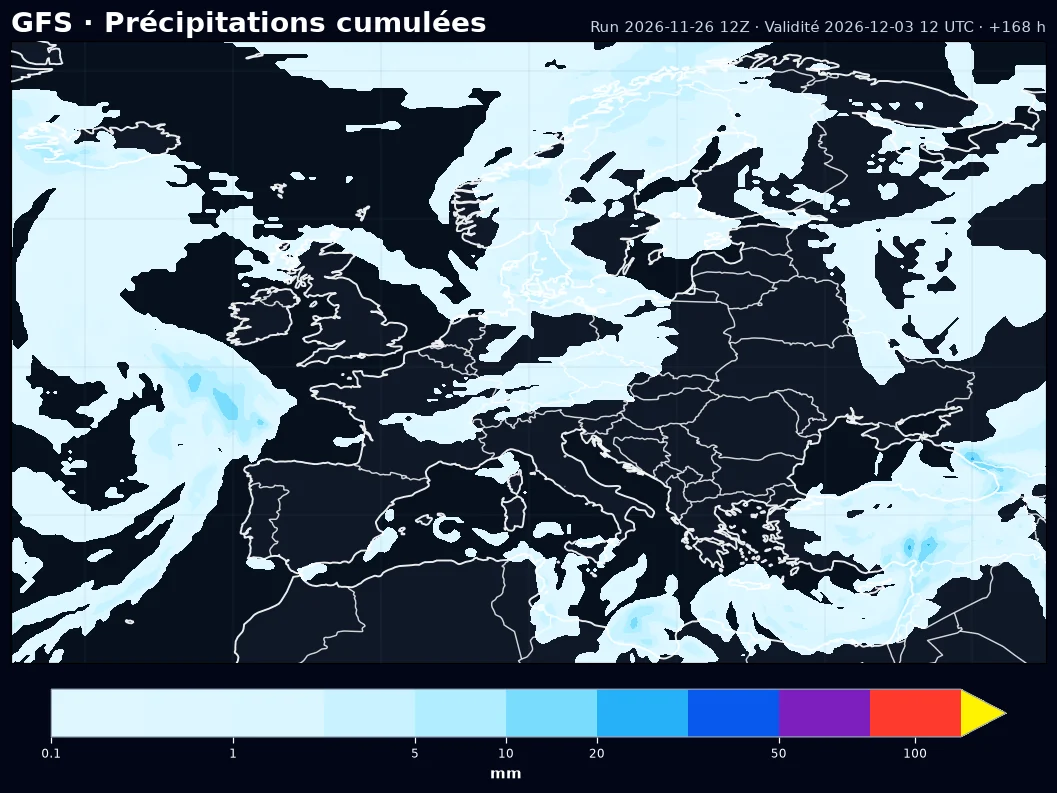 GFS · Précipitations cumulées
Run 2026-11-26 12Z · Validité 2026-12-03 12 UTC · +168 h
0.1 1 5 10 20 50 100
mm